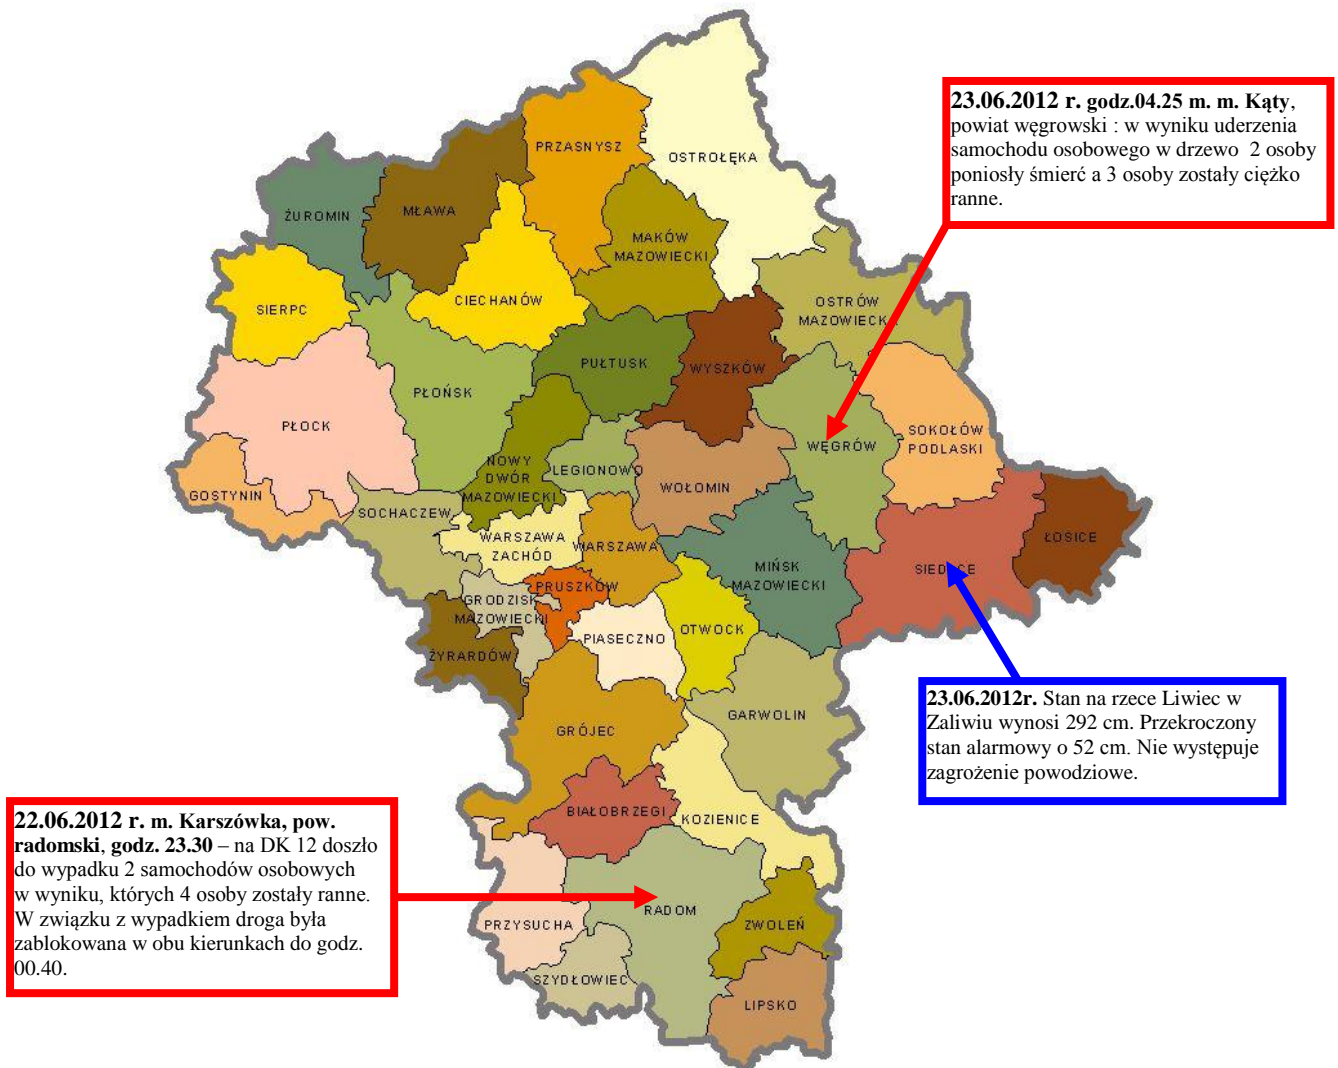 23.06.2012 r. godz.04.25 m. m. Kąty,
powiat węgrowski : w wyniku uderzenia
samochodu osobowego w drzewo 2 osoby
poniosły śmierć a 3 osoby zostały ciężko
ranne.
PRZASNYSZ
OSTROŁĘKA
ŻUROMIN
MŁAWA
MAKÓW
MAZOWIECKI
CIECHANÓW
SIERPC
OSTRÓW
MAZOWIECK
PUŁTUSK
WYSZKÓW
PŁOŃSK
PŁOCK
SOKOŁÓW
PODLASKI
WĘGRÓW
NOWY
DWÓR
MAZOWIECKI
LEGIONOWO
WOŁOMIN
GOSTYNIN
SOCHACZEW
WARSZAWA
ZACHÓD
WARSZAWA
MIŃSK
MAZOWIECKI
SIEDLCE
ŁOSICE
PRUSZKÓW
GRODZISK
MAZOWIECKI
PIASECZNO
OTWOCK
ŻYRARDÓW
GARWOLIN
GRÓJEC
23.06.2012r. Stan na rzece Liwiec w
Zaliwiu wynosi 292 cm. Przekroczony
stan alarmowy o 52 cm. Nie występuje
zagrożenie powodziowe.
BIAŁOBRZEGI
KOZIENICE
22.06.2012 r. m. Karszówka, pow.
radomski, godz. 23.30 – na DK 12 doszło
do wypadku 2 samochodów osobowych
w wyniku, których 4 osoby zostały ranne.
W związku z wypadkiem droga była
zablokowana w obu kierunkach do godz.
00.40.
RADOM
PRZYSUCHA
ZWOLEŃ
SZYDŁOWIEC
LIPSKO